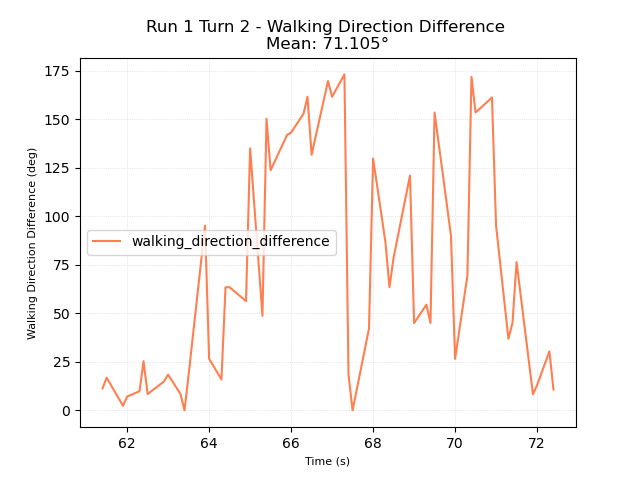 Run 1 Turn 2 - Walking Direction Difference
Mean: 71.105°
Walking Direction Difference (deg)
175
150
125
100
75
50
25
0
walking_direction_difference
62 64 66 68 70 72
Time (s)